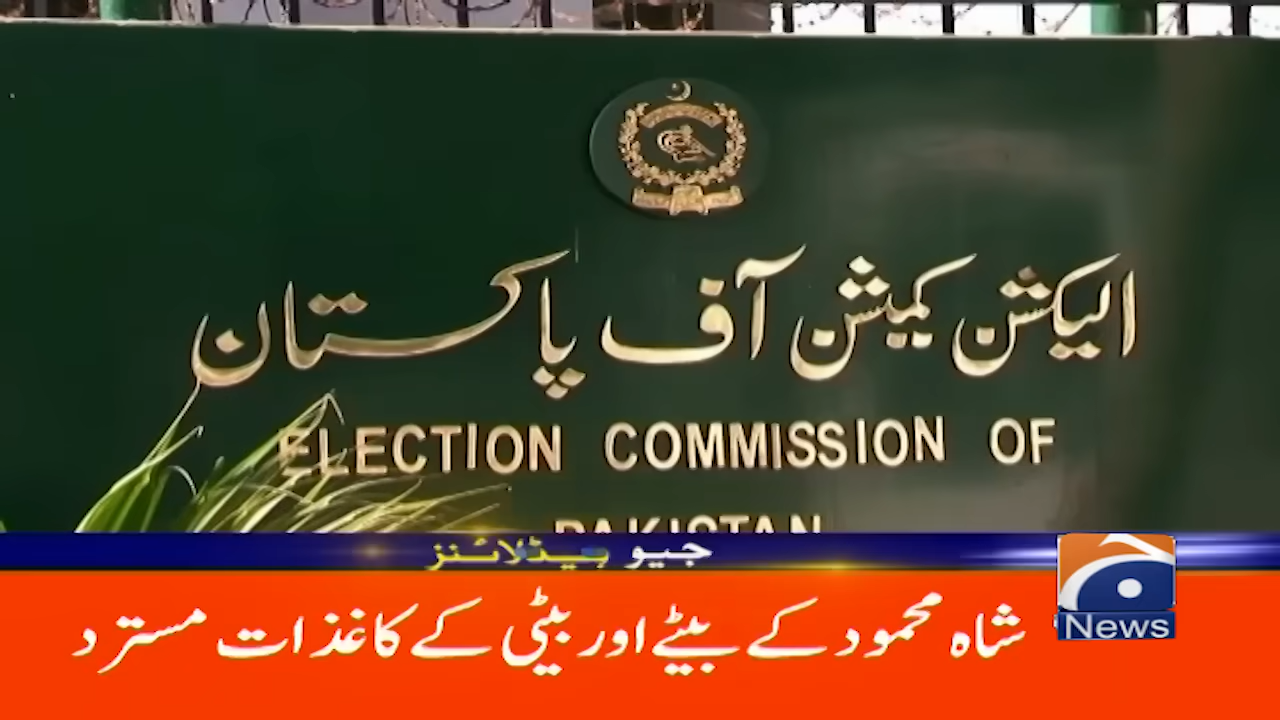 الیکشن کمیشن آف پاکستان
ELECTION COMMISSION OF
PAKISTAN
جیو ہیڈلائنز
شاہ محمود کے بیٹے اور بیٹی کے کاغذات مسترد
News